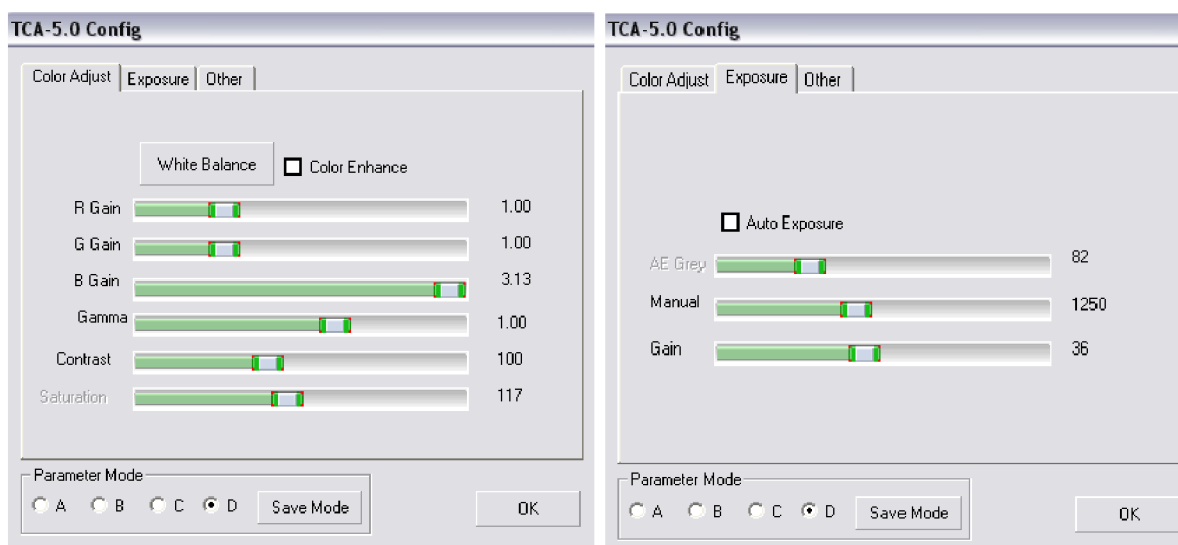 TCA-5.0 Config
Color Adjust Exposure Other
White Balance Color Enhance
R Gain 1.00
G Gain 1.00
B Gain 3.13
Gamma 1.00
Contrast 100
Saturation 117
Parameter Mode
A B C D Save Mode OK
TCA-5.0 Config
Color Adjust Exposure Other
Auto Exposure
AE Grey 82
Manual 1250
Gain 36
Parameter Mode
A B C D Save Mode OK